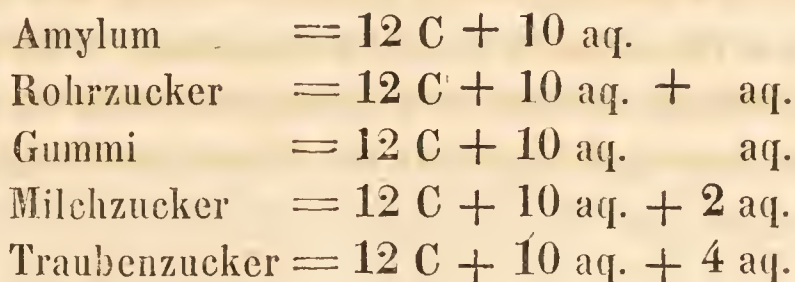 Amylum = 12 C + 10 aq.
Rohrzucker = 12 C + 10 aq. + aq.
Gummi = 12 C + 10 aq. aq.
Milchzucker = 12 C + 10 aq. + 2 aq.
Traubenzucker = 12 C + 10 aq. + 4 aq.